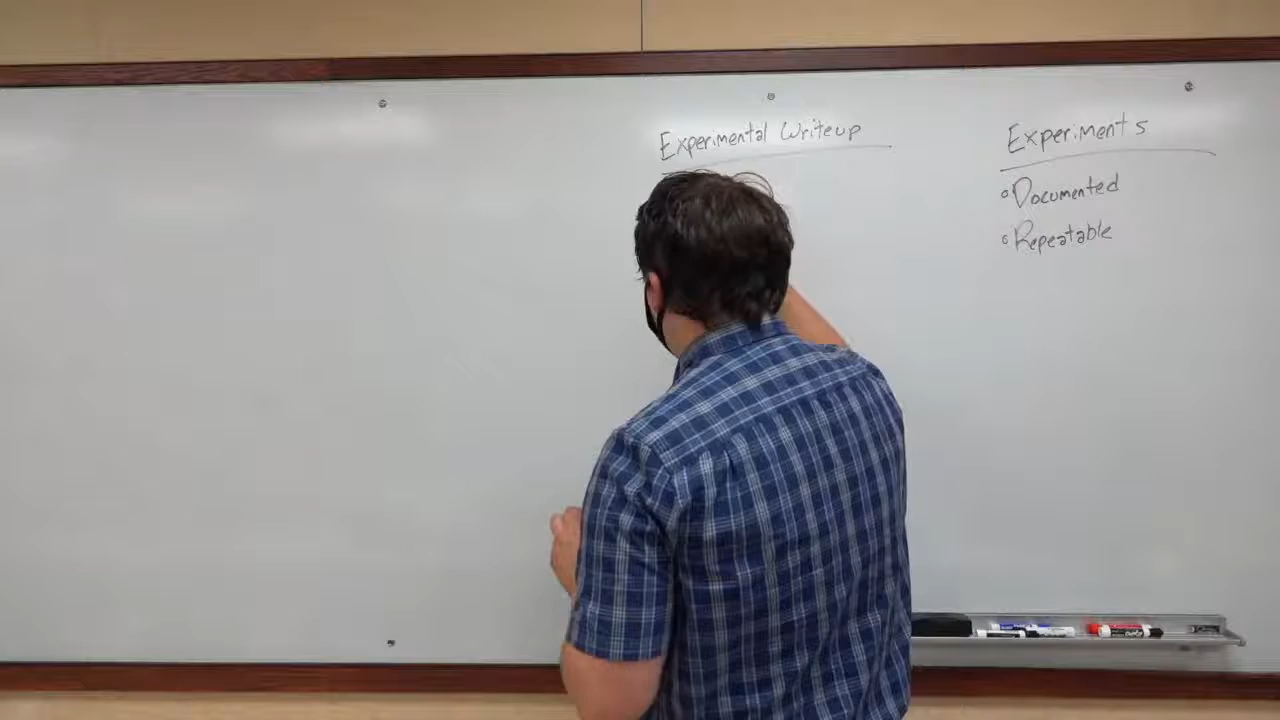 Experimental Writeup
Experiments
Documented
Repeatable